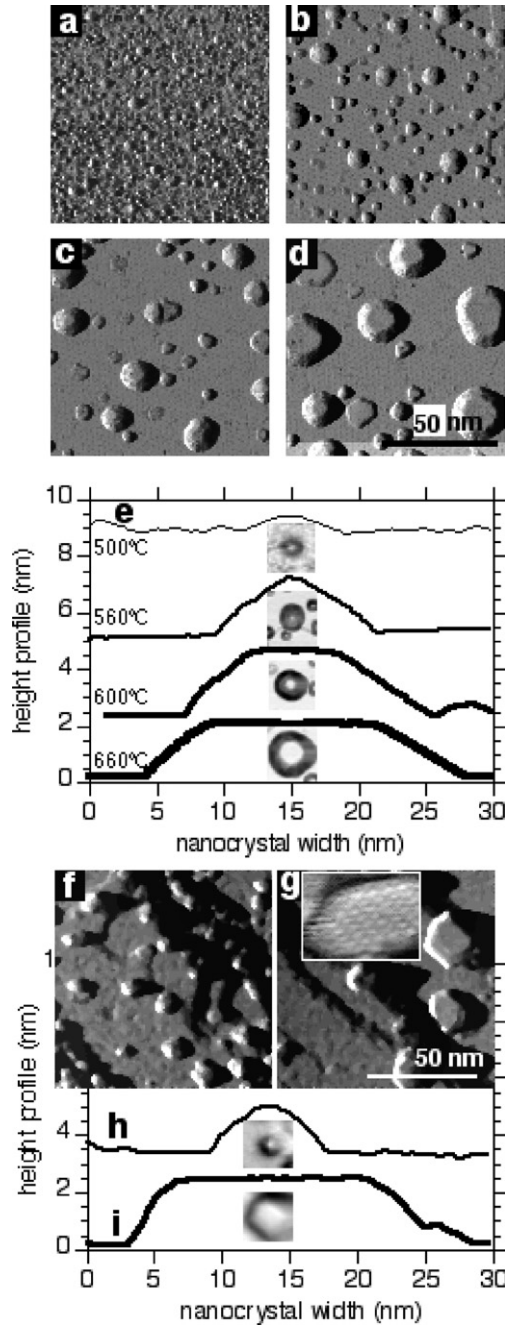 a
b
c
d
50 nm
10
e
8
500°C
6
560°C
4
600°C
2
660°C
0
height profile (nm)
0 5 10 15 20 25 30
nanocrystal width (nm)
f
g
1
50 nm
h
4
2
i
0
height profile (nm)
0 5 10 15 20 25 30
nanocrystal width (nm)